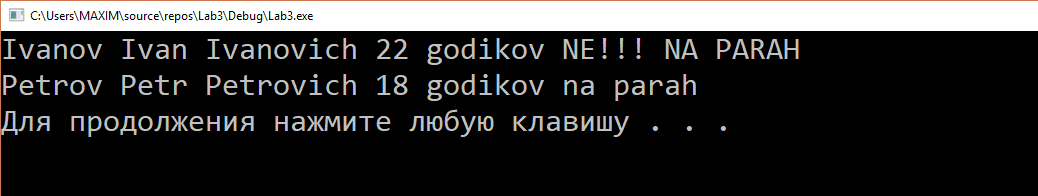 C:\Users\MAXIM\source\repos\Lab3\Debug\Lab3.exe
Ivanov Ivan Ivanovich 22 godikov NE!!! NA PARAH
Petrov Petr Petrovich 18 godikov na parah
Для продолжения нажмите любую клавишу . . .